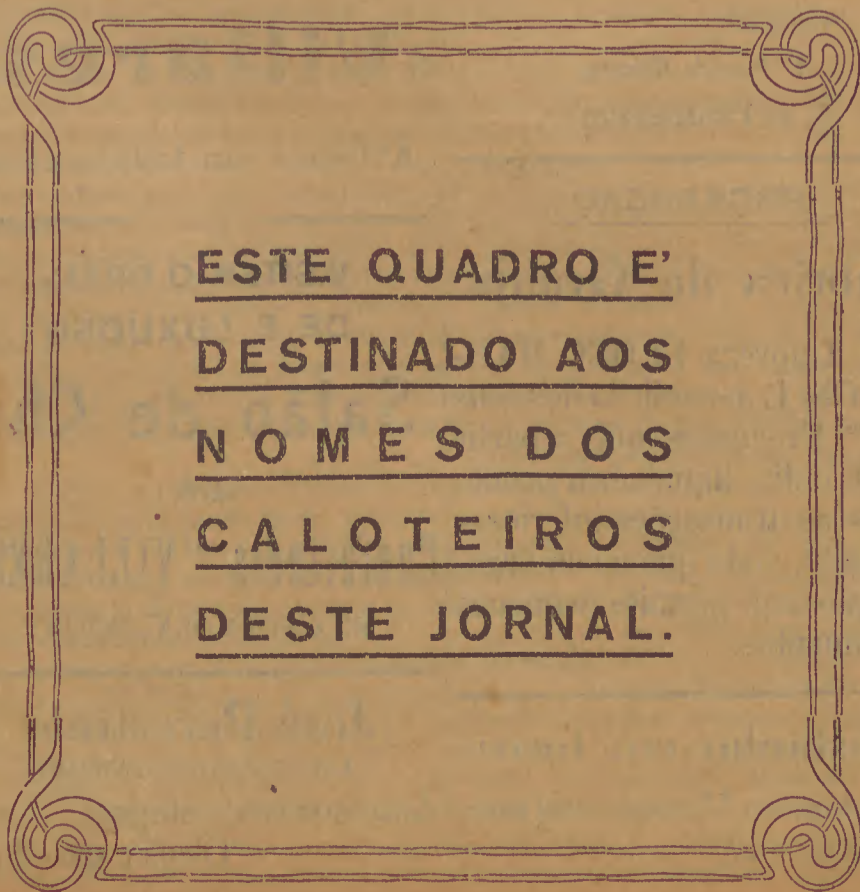 ESTE QUADRO E'
DESTINADO AOS
NOMES DOS
CALOTEIROS
DESTE JORNAL.